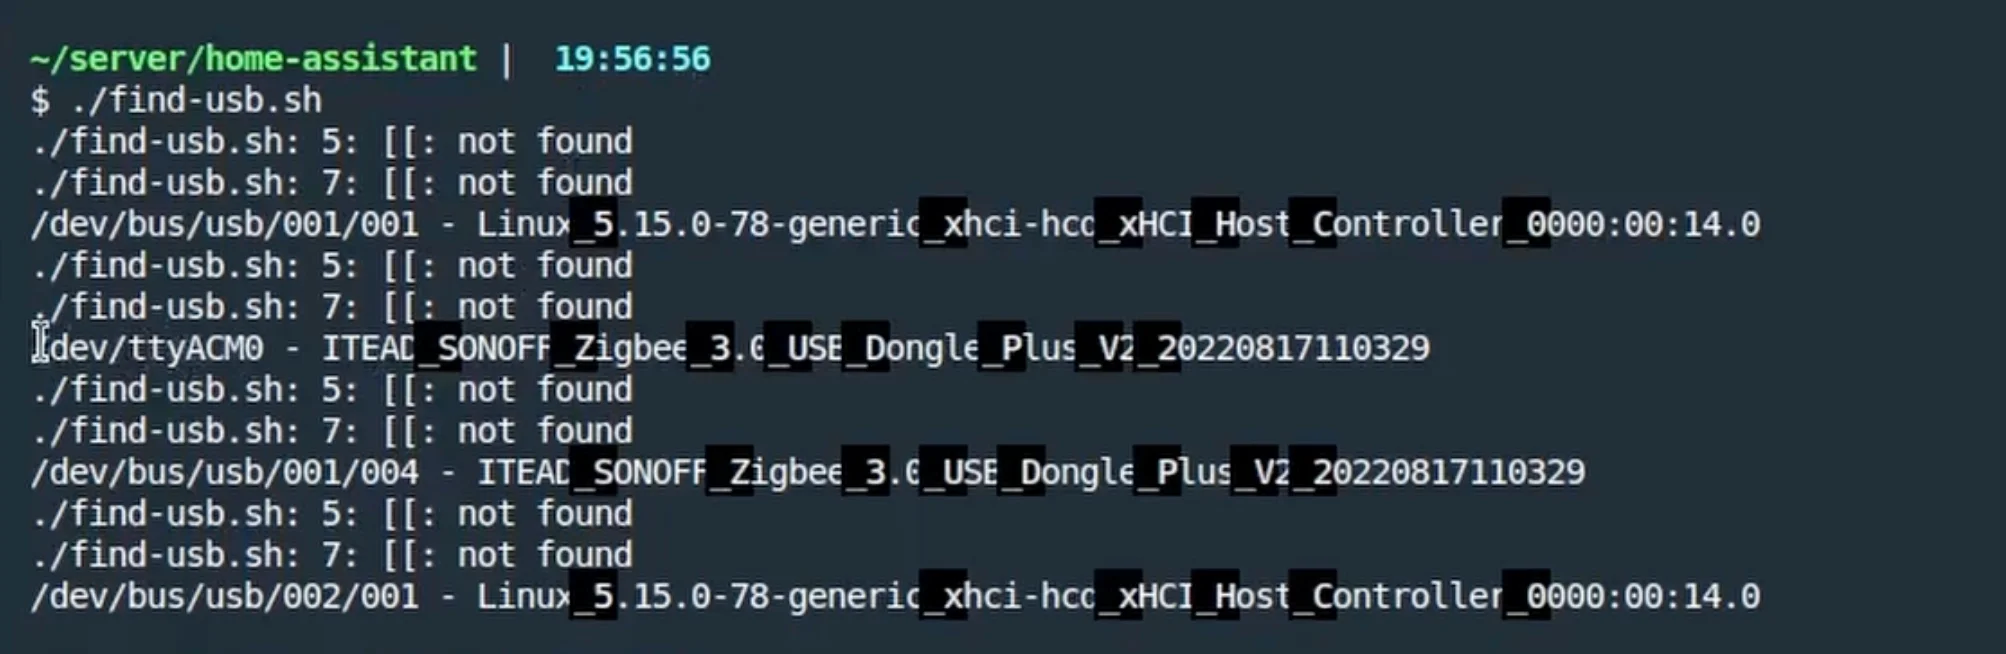 ~/server/home-assistant | 19:56:56
$ ./find-usb.sh
./find-usb.sh: 5: [[: not found
./find-usb.sh: 7: [[: not found
/dev/bus/usb/001/001 - Linux_5.15.0-78-generic_xhci-hcd_xHCI_Host_Controller_0000:00:14.0
./find-usb.sh: 5: [[: not found
./find-usb.sh: 7: [[: not found
/dev/ttyACM0 - ITEAD_SONOFF_Zigbee_3.0_USB_Dongle_Plus_V2_20220817110329
./find-usb.sh: 5: [[: not found
./find-usb.sh: 7: [[: not found
/dev/bus/usb/001/004 - ITEAD_SONOFF_Zigbee_3.0_USB_Dongle_Plus_V2_20220817110329
./find-usb.sh: 5: [[: not found
./find-usb.sh: 7: [[: not found
/dev/bus/usb/002/001 - Linux_5.15.0-78-generic_xhci-hcd_xHCI_Host_Controller_0000:00:14.0